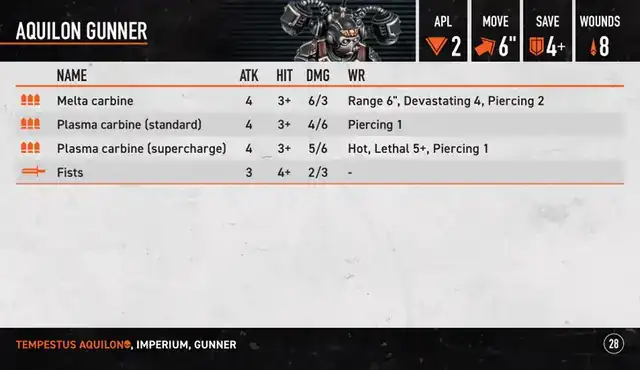 AQUILON GUNNER
APL MOVE SAVE WOUNDS
2 6" 4+ 8
NAME ATK HIT DMG WR
Melta carbine 4 3+ 6/3 Range 6", Devastating 4, Piercing 2
Plasma carbine (standard) 4 3+ 4/6 Piercing 1
Plasma carbine (supercharge) 4 3+ 5/6 Hot, Lethal 5+, Piercing 1
Fists 3 4+ 2/3 -
TEMPESTUS AQUILON, IMPERIUM, GUNNER
28